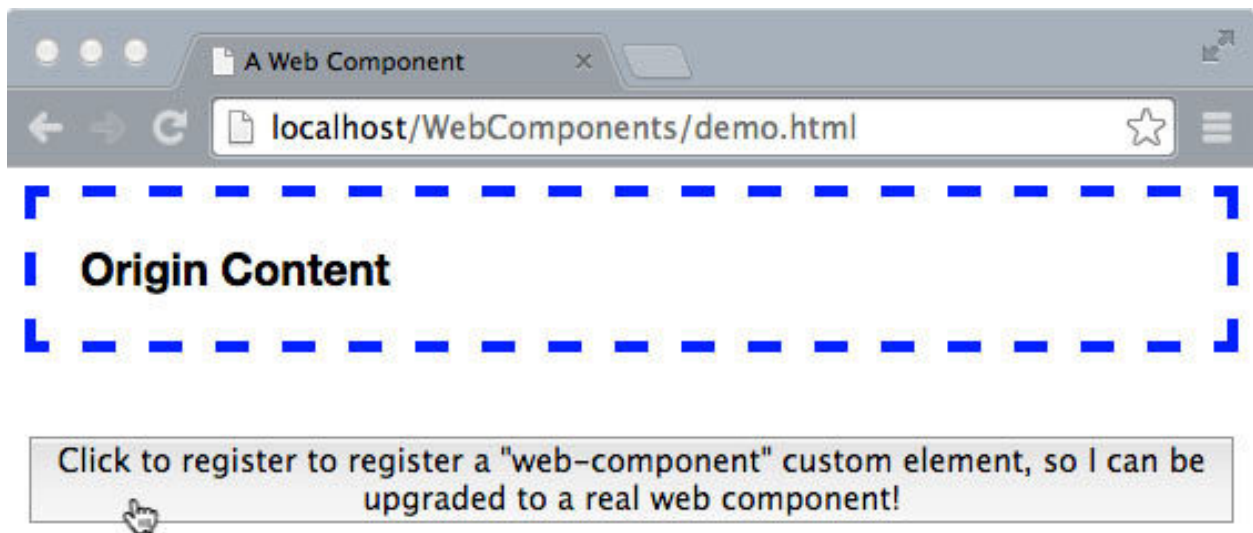 A Web Component
localhost/WebComponents/demo.html
Origin Content
Click to register to register a "web-component" custom element, so I can be
upgraded to a real web component!